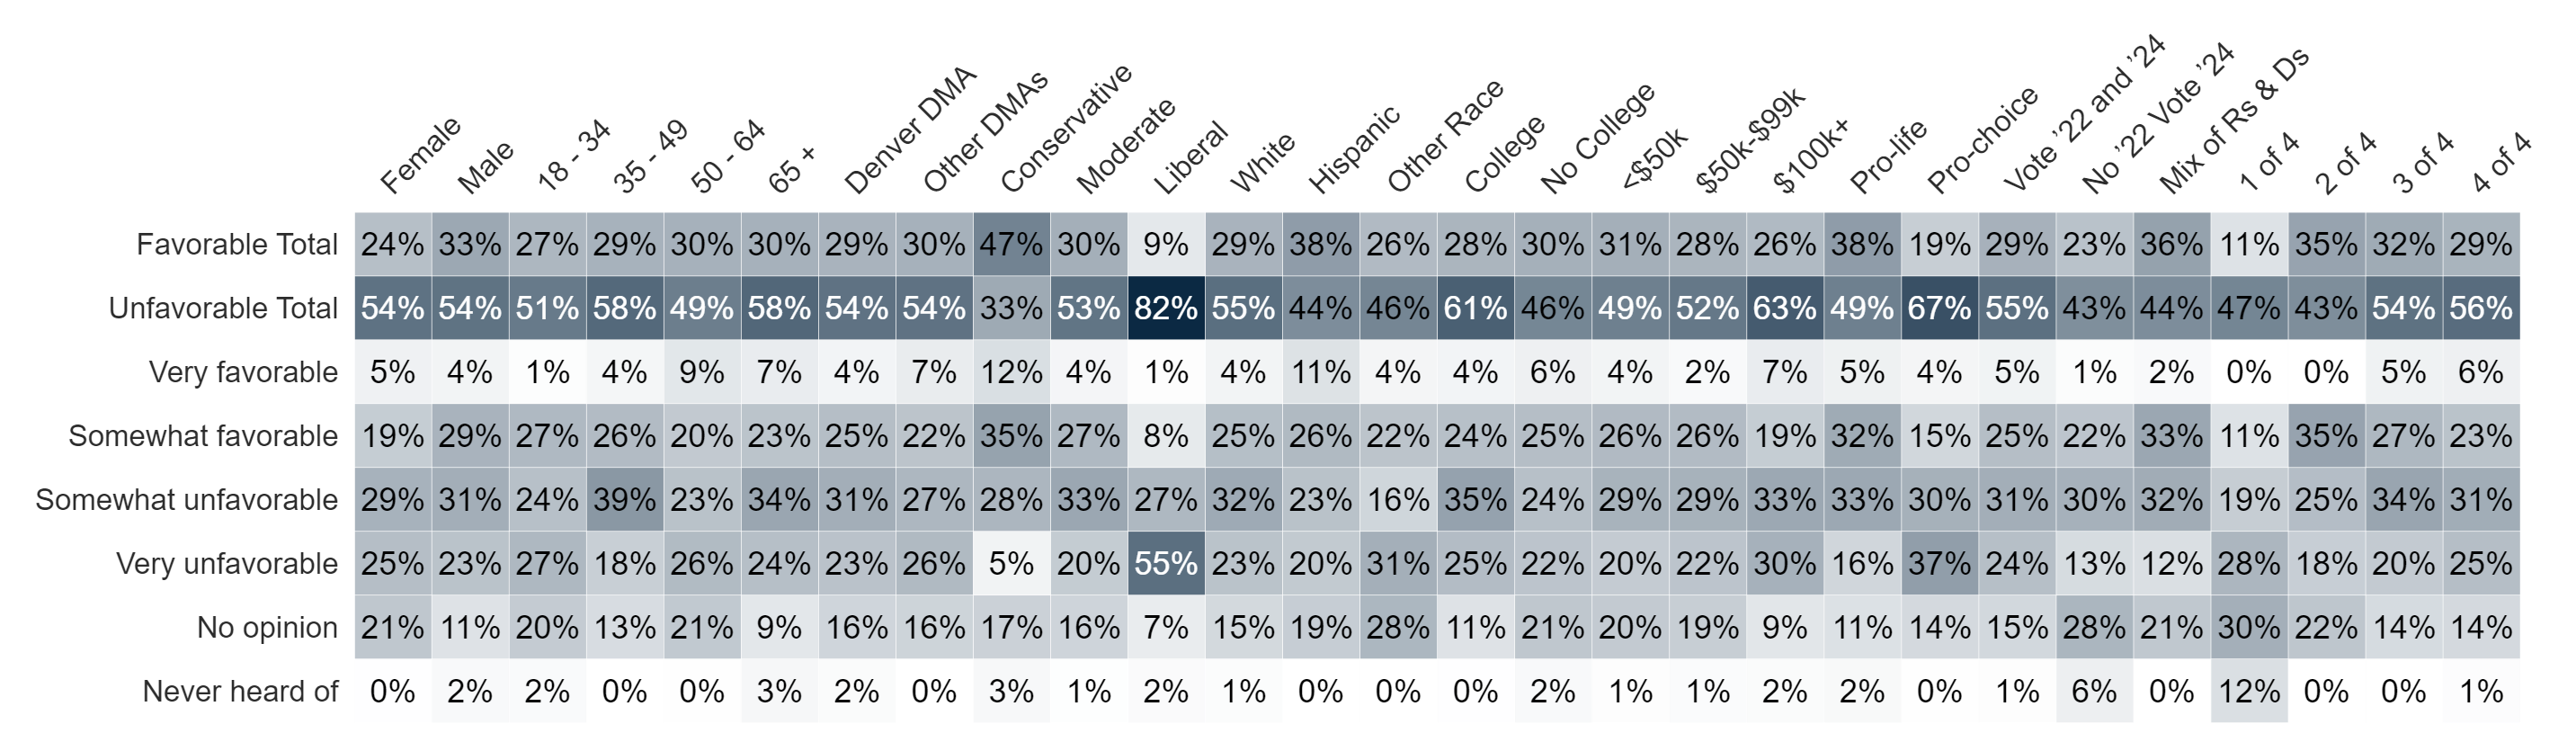 Female Male 18 - 34 35 - 49 50 - 64 65 + Denver DMA Other DMAs Conservative Moderate Liberal White Hispanic Other Race College No College <$50k $50k-$99k $100k+ Pro-life Pro-choice Vote ’22 and ’24 No ’22 Vote ’24 Mix of Rs & Ds 1 of 4 2 of 4 3 of 4 4 of 4
Favorable Total 24% 33% 27% 29% 30% 30% 29% 30% 47% 30% 9% 29% 38% 26% 28% 30% 31% 28% 26% 38% 19% 29% 23% 36% 11% 35% 32% 29%
Unfavorable Total 54% 54% 51% 58% 49% 58% 54% 54% 33% 53% 82% 55% 44% 46% 61% 46% 49% 52% 63% 49% 67% 55% 43% 44% 47% 43% 54% 56%
Very favorable 5% 4% 1% 4% 9% 7% 4% 7% 12% 4% 1% 4% 11% 4% 4% 6% 4% 2% 7% 5% 4% 5% 1% 2% 0% 0% 5% 6%
Somewhat favorable 19% 29% 27% 26% 20% 23% 25% 22% 35% 27% 8% 25% 26% 22% 24% 25% 26% 26% 19% 32% 15% 25% 22% 33% 11% 35% 27% 23%
Somewhat unfavorable 29% 31% 24% 39% 23% 34% 31% 27% 28% 33% 27% 32% 23% 16% 35% 24% 29% 29% 33% 33% 30% 31% 30% 32% 19% 25% 34% 31%
Very unfavorable 25% 23% 27% 18% 26% 24% 23% 26% 5% 20% 55% 23% 20% 31% 25% 22% 20% 22% 30% 16% 37% 24% 13% 12% 28% 18% 20% 25%
No opinion 21% 11% 20% 13% 21% 9% 16% 16% 17% 16% 7% 15% 19% 28% 11% 21% 20% 19% 9% 11% 14% 15% 28% 21% 30% 22% 14% 14%
Never heard of 0% 2% 2% 0% 0% 3% 2% 0% 3% 1% 2% 1% 0% 0% 0% 2% 1% 1% 2% 2% 0% 1% 6% 0% 12% 0% 0% 1%